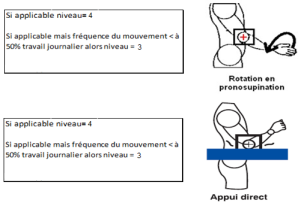 Si applicable niveau= 4
Si applicable mais fréquence du mouvement < à
50% travail journalier alors niveau = 3
Rotation en
pronosupination
Si applicable niveau= 4
Si applicable mais fréquence du mouvement < à
50% travail journalier alors niveau = 3
Appui direct